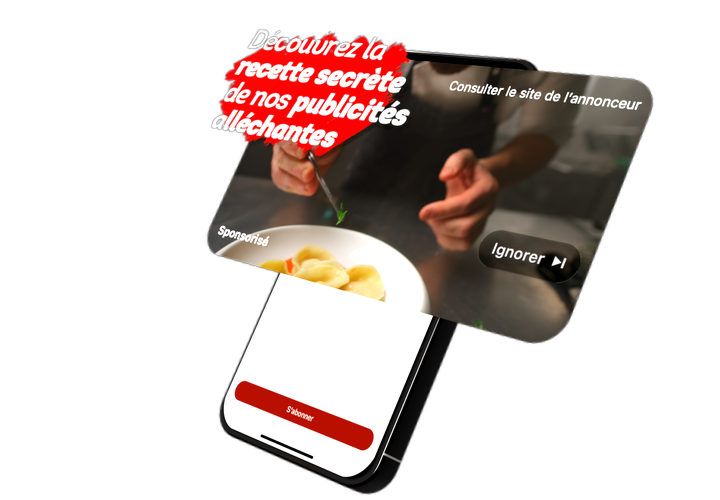 Découvrez la
recette secrète
de nos publicités
alléchantes
Consulter le site de l'annonceur
Sponsorisé
Ignorer
S'abonner